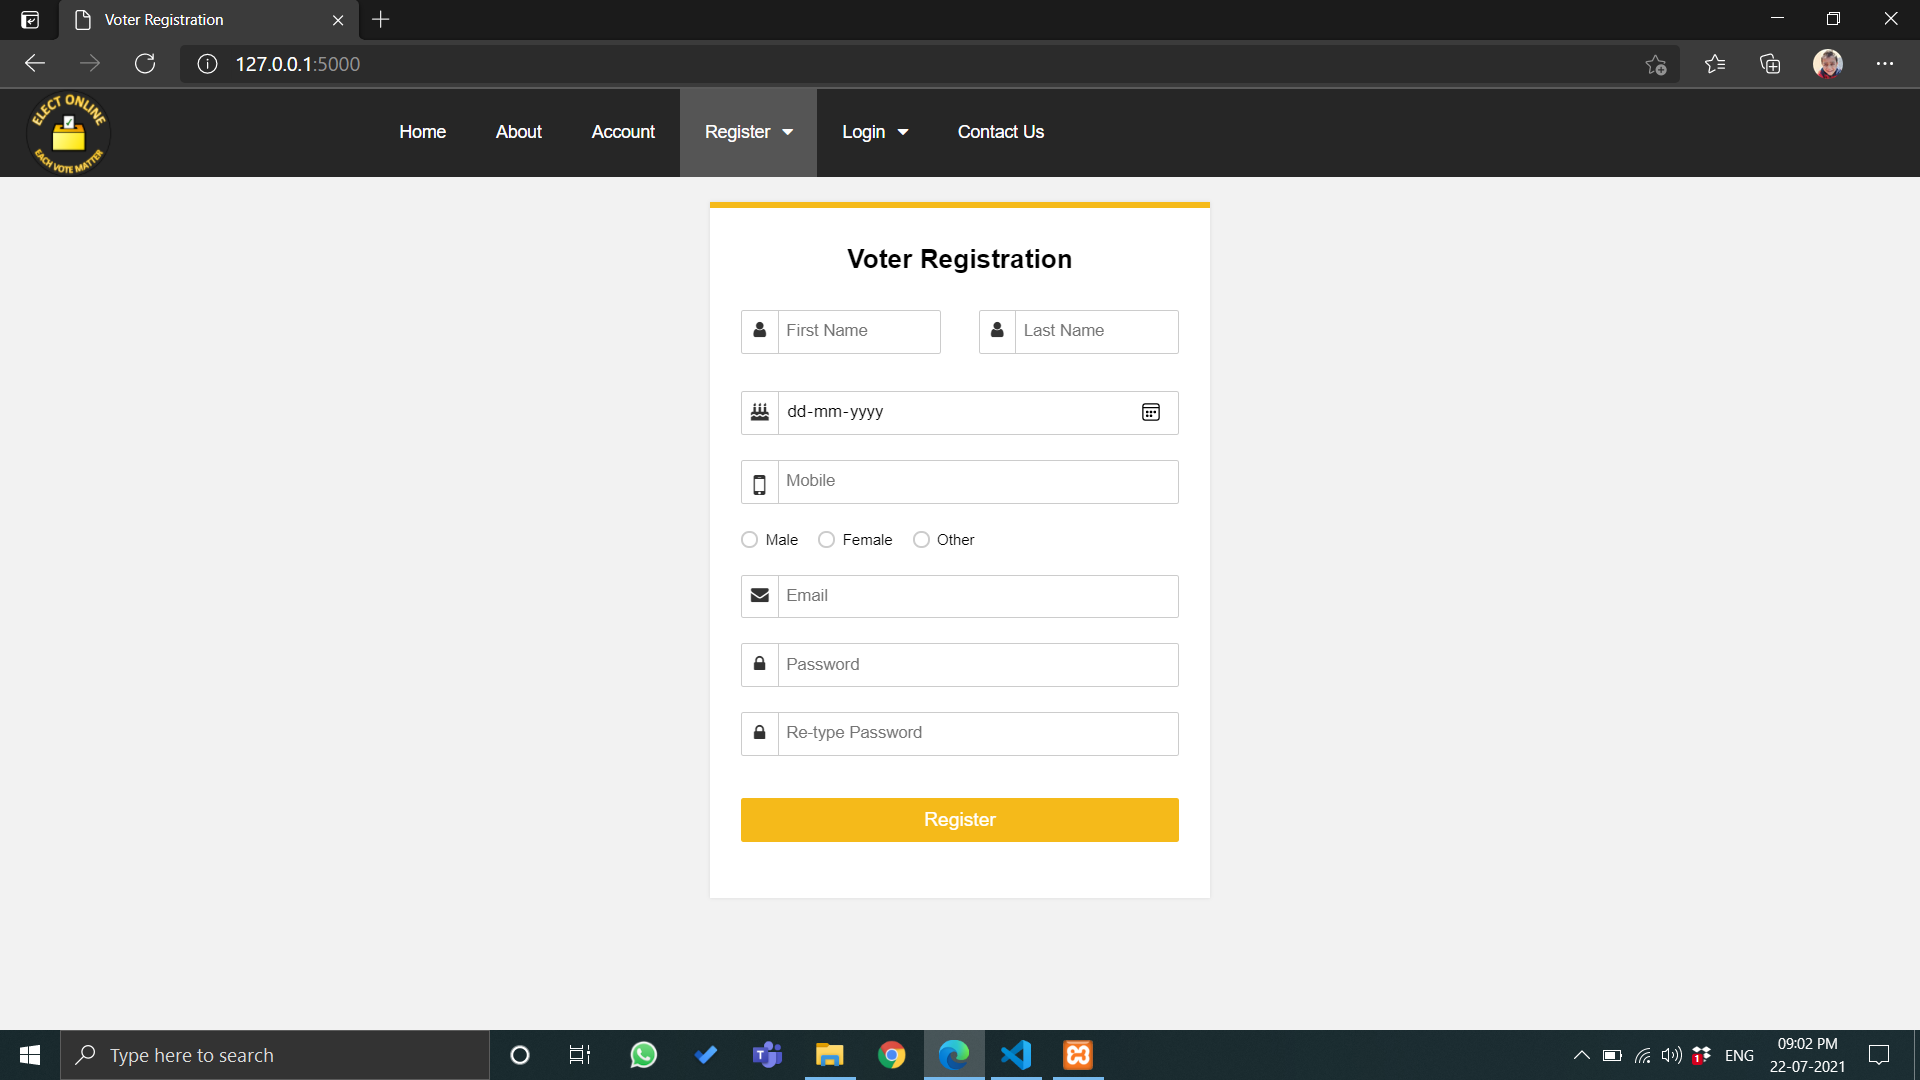 Voter Registration
127.0.0.1:5000
ELECT ONLINE
EACH VOTE MATTER
Home About Account Register Login Contact Us
Voter Registration
First Name Last Name
dd-mm-yyyy
Mobile
Male Female Other
Email
Password
Re-type Password
Register
Type here to search
T
1
ENG
09:02 PM
22-07-2021